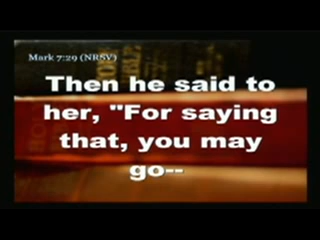 Mark 7:29 (NRSV)
Then he said to
her, "For saying
that, you may
go--